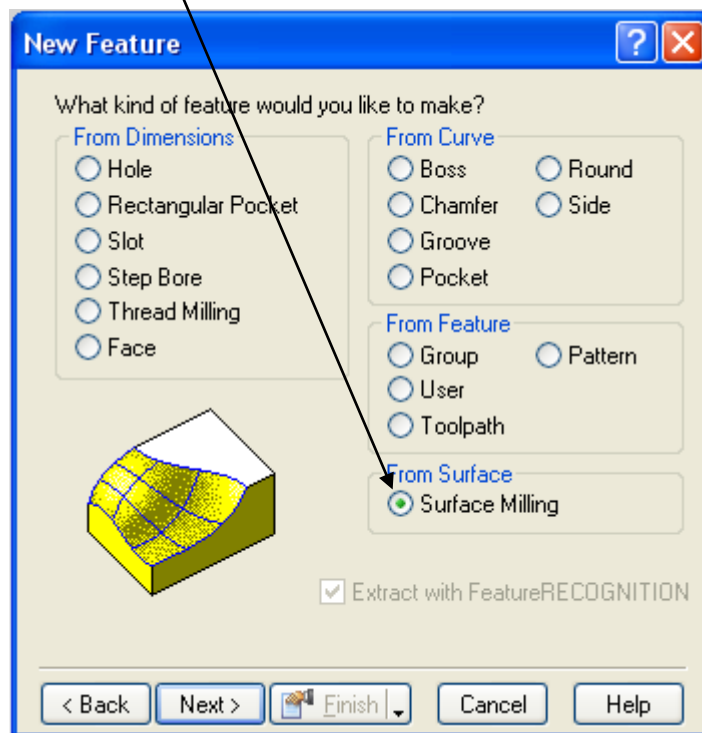 New Feature
What kind of feature would you like to make?
From Dimensions
Hole
Rectangular Pocket
Slot
Step Bore
Thread Milling
Face
From Curve
Boss
Round
Chamfer
Side
Groove
Pocket
From Feature
Group
Pattern
User
Toolpath
From Surface
Surface Milling
Extract with FeatureRECOGNITION
< Back
Next >
Finish
Cancel
Help